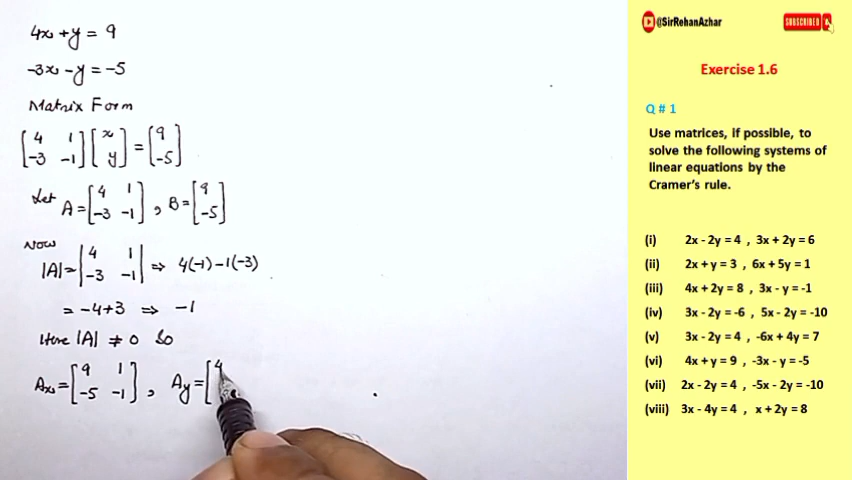 4x + y = 9
-3x - y = -5
Matrix Form
[4 1 -3 -1] [x y] = [9 -5]
Let A = [4 1 -3 -1] , B = [9 -5]
Now
|A| = |4 1 -3 -1| ⇒ 4(-1) - 1(-3)
= -4+3 ⇒ -1
Here |A| ≠ 0 So
Ax = [9 1 -5 -1] , Ay = [4
@SirRehanAzhar
SUBSCRIBED
Exercise 1.6
Q # 1
Use matrices, if possible, to
solve the following systems of
linear equations by the
Cramer's rule.
(i) 2x - 2y = 4 , 3x + 2y = 6
(ii) 2x + y = 3 , 6x + 5y = 1
(iii) 4x + 2y = 8 , 3x - y = -1
(iv) 3x - 2y = -6 , 5x - 2y = -10
(v) 3x - 2y = 4 , -6x + 4y = 7
(vi) 4x + y = 9 , -3x - y = -5
(vii) 2x - 2y = 4 , -5x - 2y = -10
(viii) 3x - 4y = 4 , x + 2y = 8